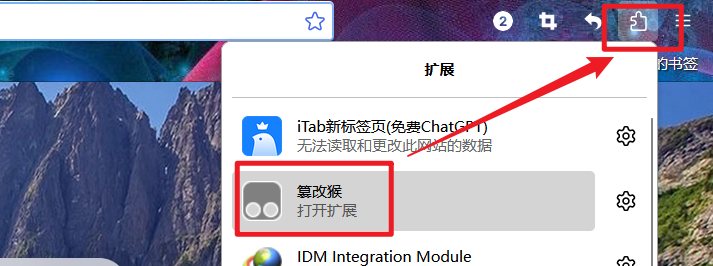 2
的书签
扩展
iTab新标签页(免费ChatGPT)
无法读取和更改此网站的数据
篡改猴
打开扩展
IDM Integration Module